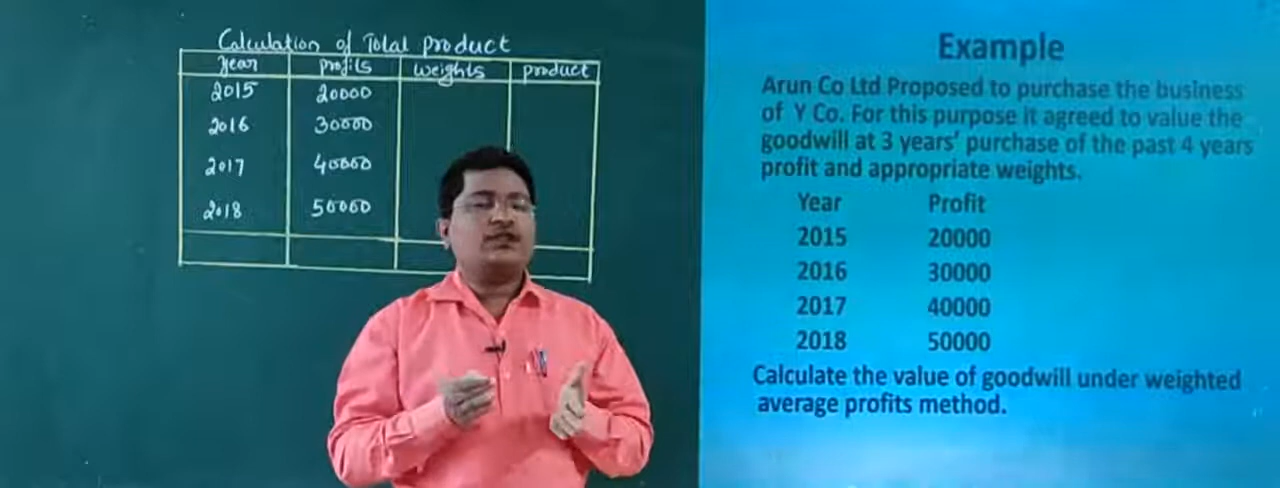 Calculation of Total product
year profits weights product
2015 20000
2016 30000
2017 40000
2018 50000
Example
Arun Co Ltd Proposed to purchase the business
of Y Co. For this purpose it agreed to value the
goodwill at 3 years' purchase of the past 4 years
profit and appropriate weights.
Year Profit
2015 20000
2016 30000
2017 40000
2018 50000
Calculate the value of goodwill under weighted
average profits method.